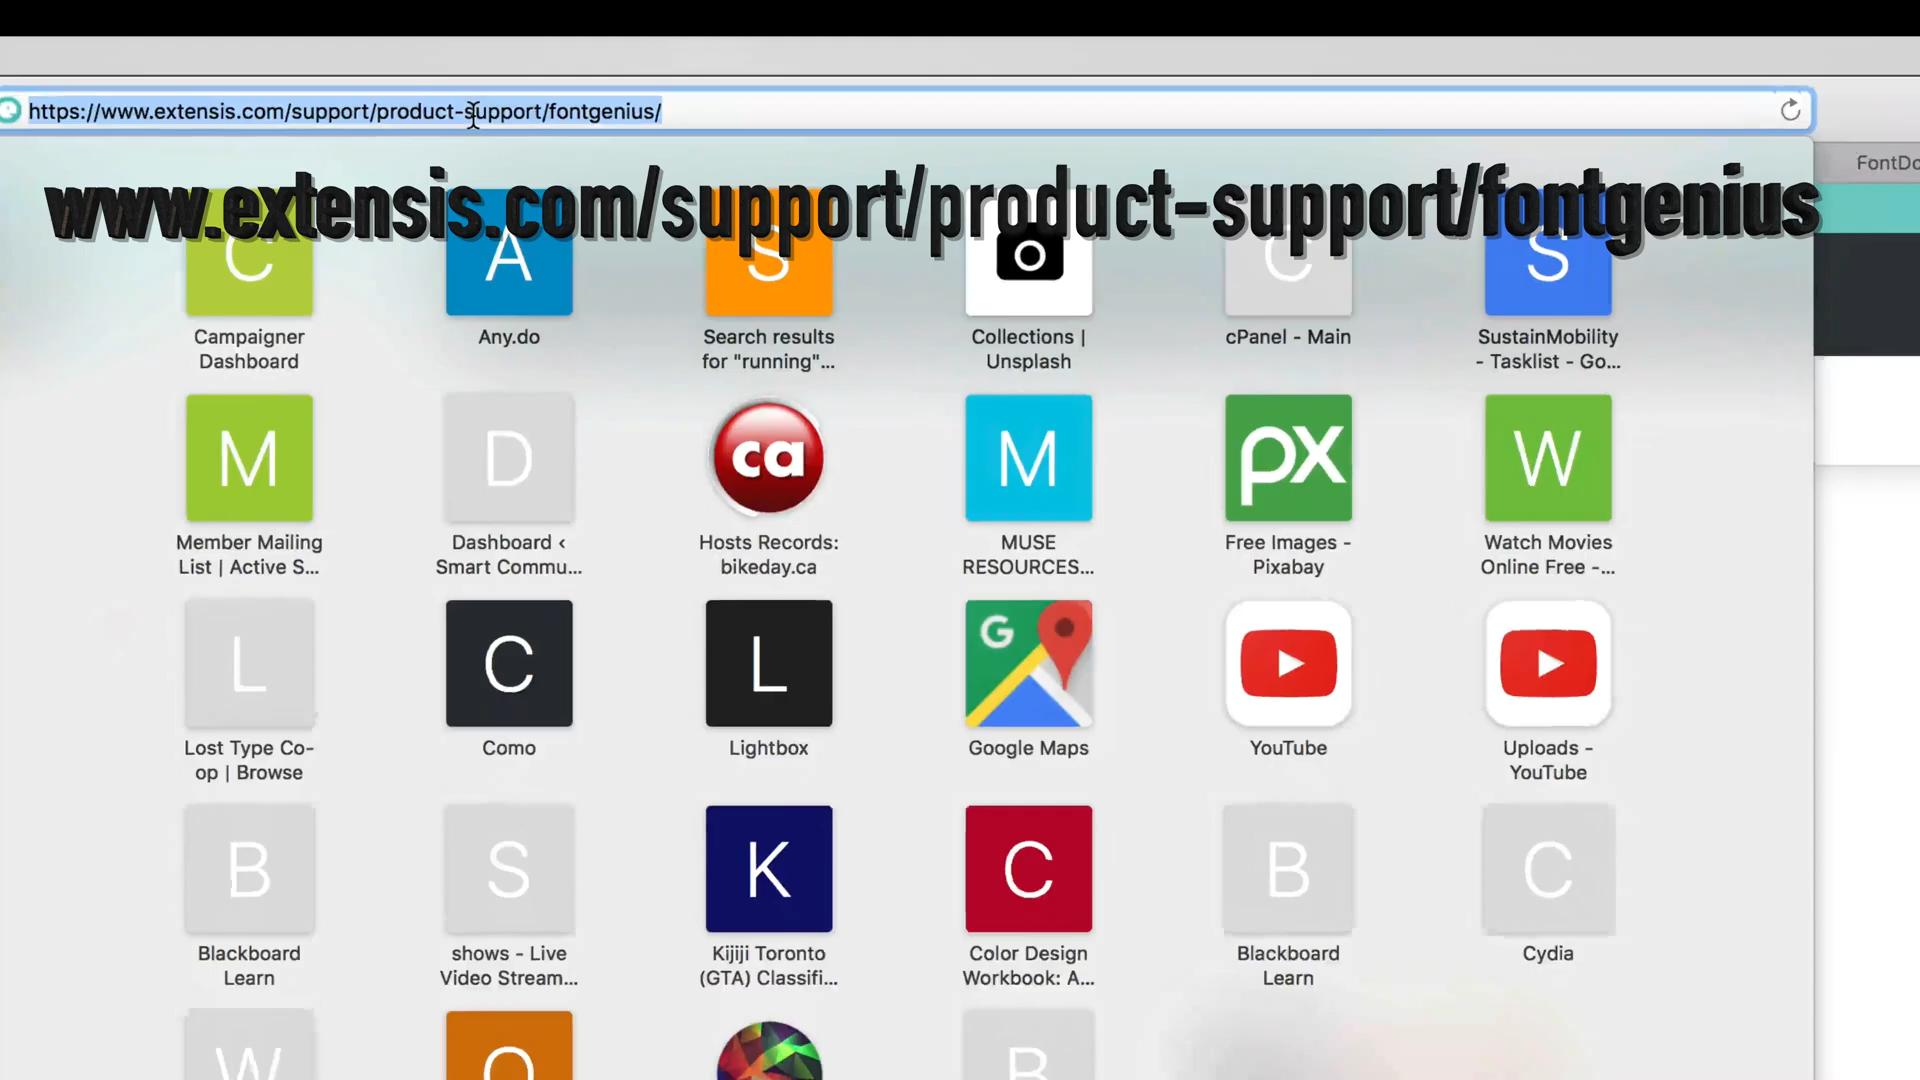 https://www.extensis.com/support/product-support/fontgenius/
FontDo
www.extensis.com/support/product-support/fontgenius
C
A
S
C
S
Campaigner
Dashboard
Any.do
Search results
for "running"...
Collections |
Unsplash
cPanel - Main
SustainMobility
- Tasklist - Go...
M
D
ca
M
px
W
Member Mailing
List | Active S...
Dashboard ‹
Smart Commu...
Hosts Records:
bikeday.ca
MUSE
RESOURCES...
Free Images -
Pixabay
Watch Movies
Online Free -...
L
C
L
G
Lost Type Co-
op | Browse
Como
Lightbox
Google Maps
YouTube
Uploads -
YouTube
B
S
K
C
B
C
Blackboard
Learn
shows - Live
Video Stream...
Kijiji Toronto
(GTA) Classifi...
Color Design
Workbook: A...
Blackboard
Learn
Cydia
W
B